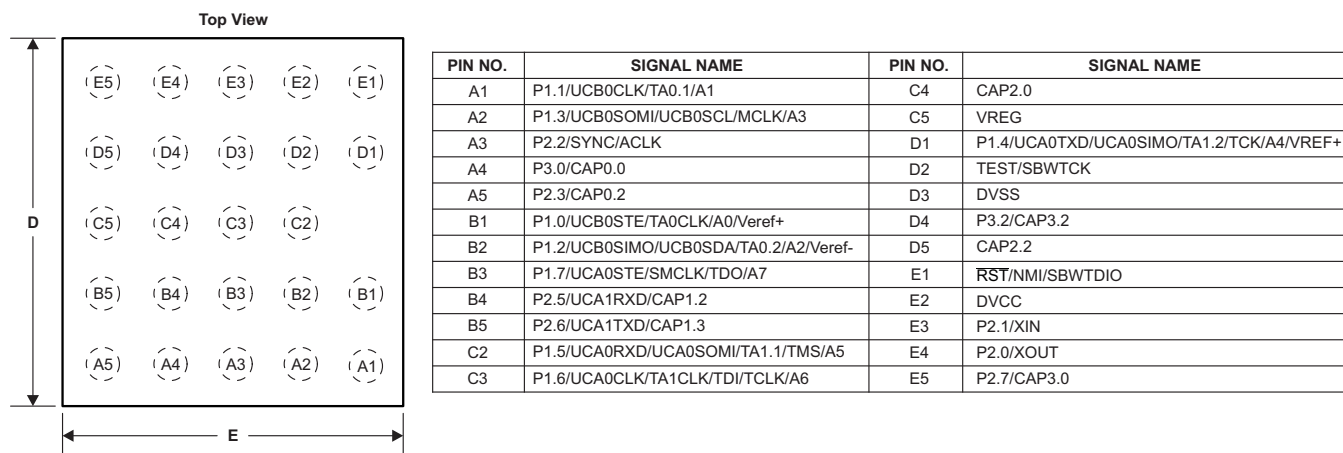 Top View
E5 E4 E3 E2 E1
D5 D4 D3 D2 D1
D
C5 C4 C3 C2
B5 B4 B3 B2 B1
A5 A4 A3 A2 A1
E
PIN NO. SIGNAL NAME PIN NO. SIGNAL NAME
A1 P1.1/UCB0CLK/TA0.1/A1 C4 CAP2.0
A2 P1.3/UCB0SOMI/UCB0SCL/MCLK/A3 C5 VREG
A3 P2.2/SYNC/ACLK D1 P1.4/UCA0TXD/UCA0SIMO/TA1.2/TCK/A4/VREF+
A4 P3.0/CAP0.0 D2 TEST/SBWTCK
A5 P2.3/CAP0.2 D3 DVSS
B1 P1.0/UCB0STE/TA0CLK/A0/Veref+ D4 P3.2/CAP3.2
B2 P1.2/UCB0SIMO/UCB0SDA/TA0.2/A2/Veref- D5 CAP2.2
B3 P1.7/UCA0STE/SMCLK/TDO/A7 E1 RST/NMI/SBWTDIO
B4 P2.5/UCA1RXD/CAP1.2 E2 DVCC
B5 P2.6/UCA1TXD/CAP1.3 E3 P2.1/XIN
C2 P1.5/UCA0RXD/UCA0SOMI/TA1.1/TMS/A5 E4 P2.0/XOUT
C3 P1.6/UCA0CLK/TA1CLK/TDI/TCLK/A6 E5 P2.7/CAP3.0